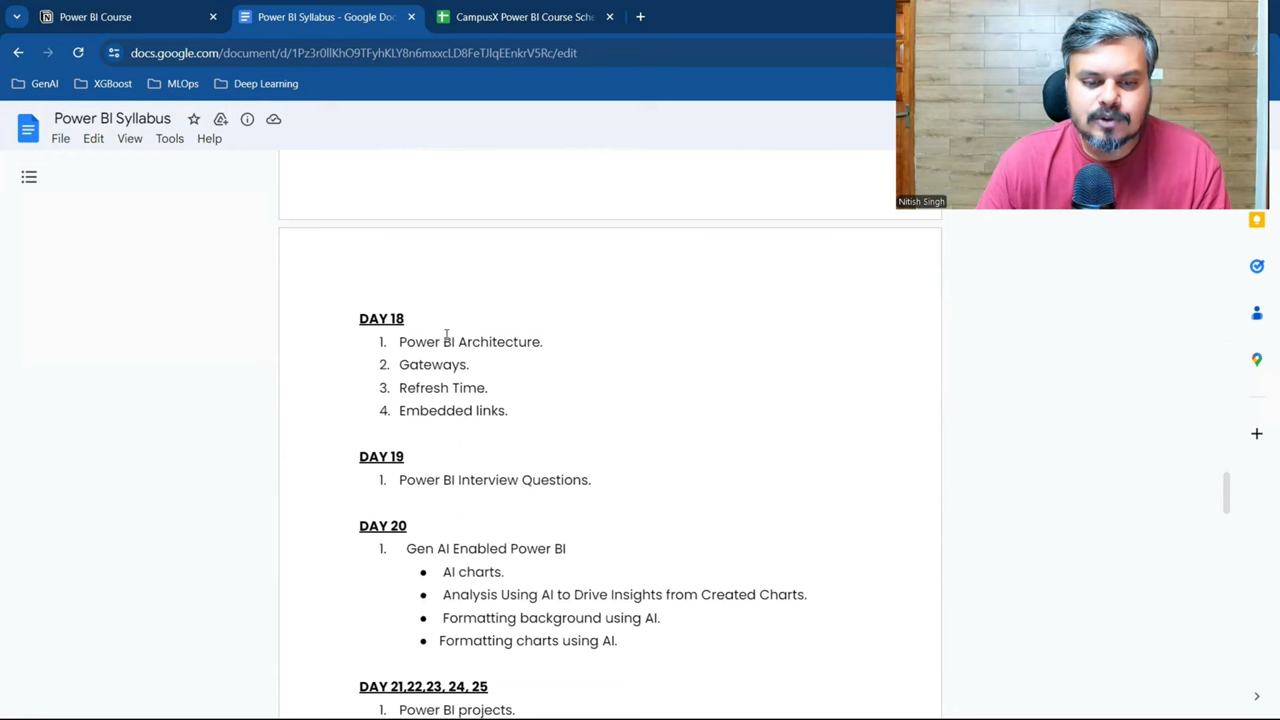 Power BI Course
Power BI Syllabus - Google Doc
CampusX Power BI Course Sche
docs.google.com/document/d/1Pz3r0llKhO9TFyhKLY8n6mxxcLD8FeTJlqEEnkrV5Rc/edit
GenAI
XGBoost
MLOps
Deep Learning
Power BI Syllabus
File Edit View Tools Help
Nitish Singh
DAY 18
1. Power BI Architecture.
2. Gateways.
3. Refresh Time.
4. Embedded links.
DAY 19
1. Power BI Interview Questions.
DAY 20
1. Gen AI Enabled Power BI
● AI charts.
● Analysis Using AI to Drive Insights from Created Charts.
● Formatting background using AI.
● Formatting charts using AI.
DAY 21,22,23, 24, 25
1. Power BI projects.